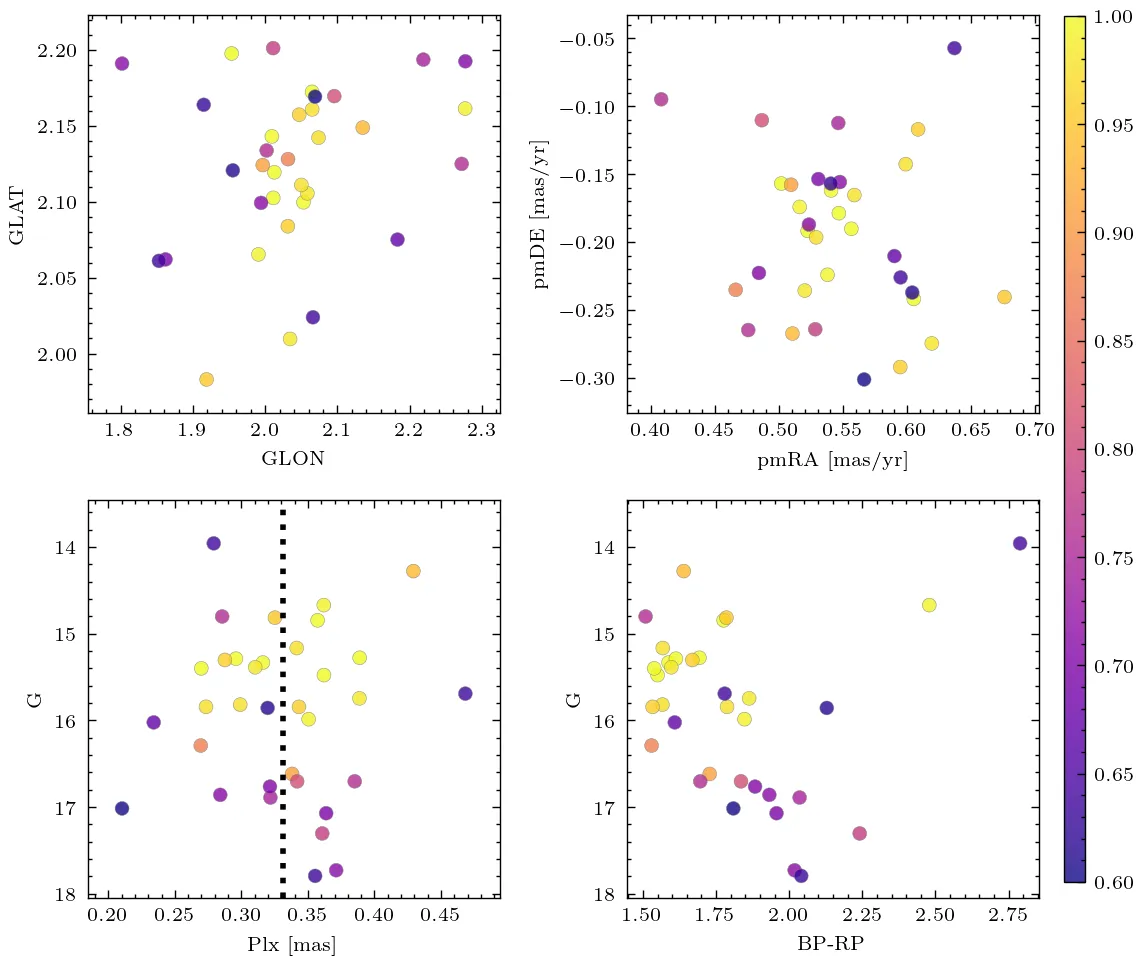 2.20
2.15
2.10
2.05
2.00
GLAT
1.8 1.9 2.0 2.1 2.2 2.3
GLON
−0.05
−0.10
−0.15
−0.20
−0.25
−0.30
pmDE [mas/yr]
0.40 0.45 0.50 0.55 0.60 0.65 0.70
pmRA [mas/yr]
14
15
16
17
18
G
0.20 0.25 0.30 0.35 0.40 0.45
Plx [mas]
14
15
16
17
18
G
1.50 1.75 2.00 2.25 2.50 2.75
BP-RP
1.00
0.95
0.90
0.85
0.80
0.75
0.70
0.65
0.60